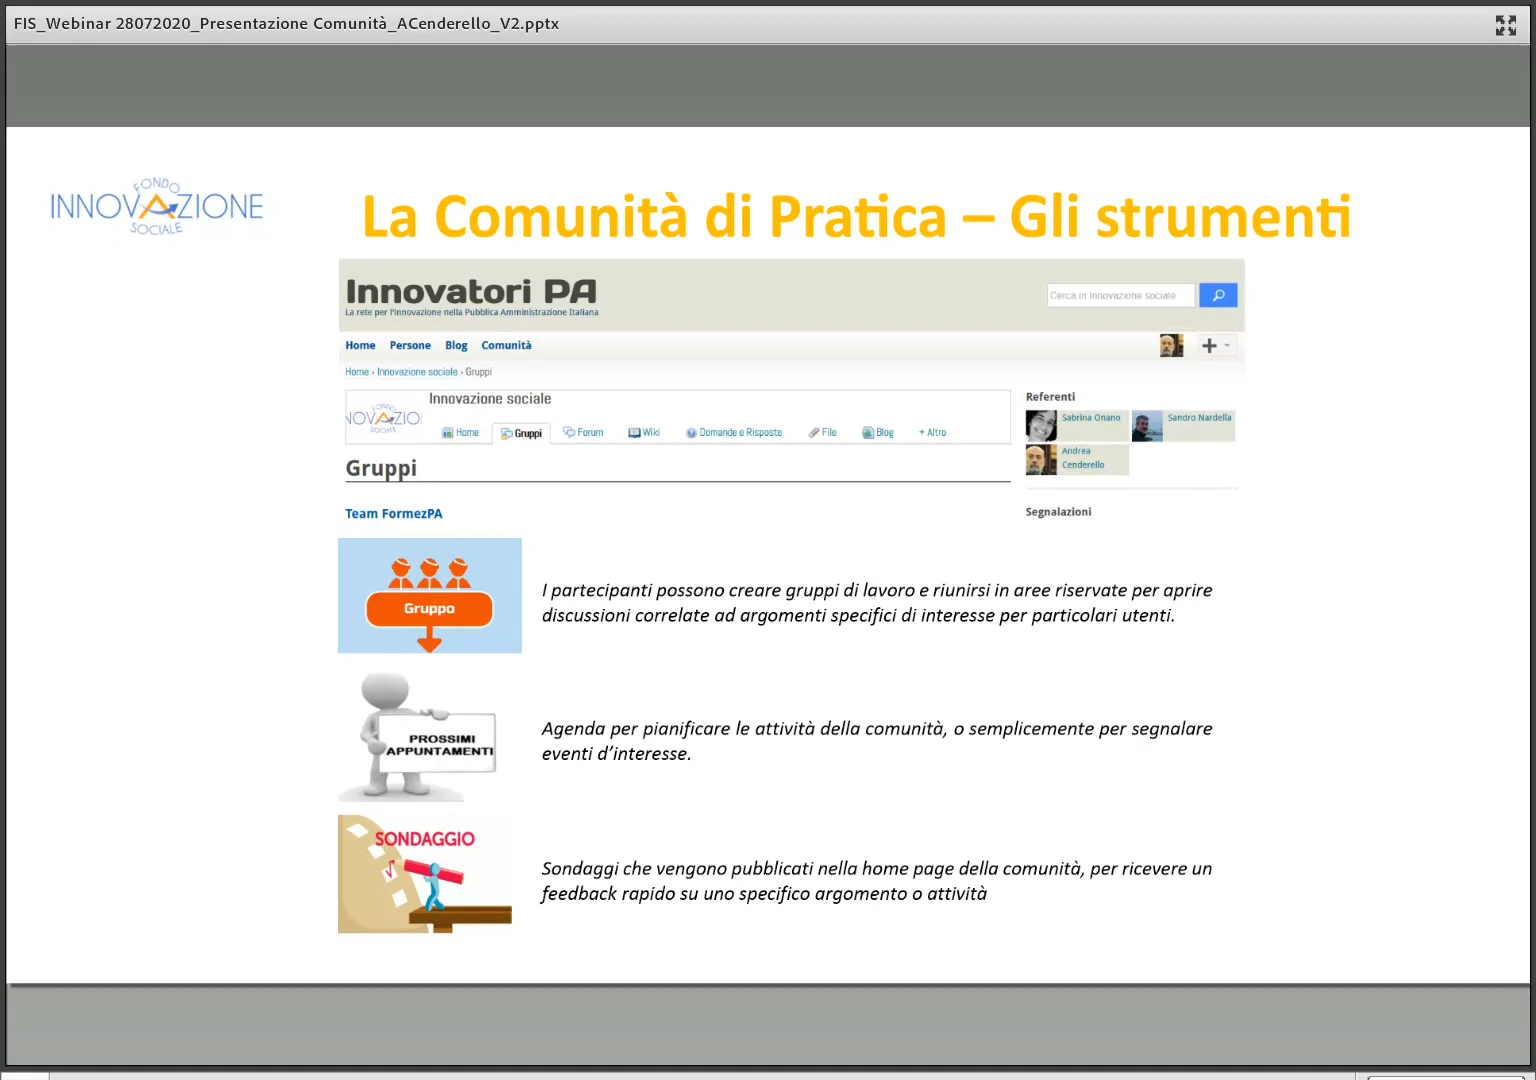 FIS_Webinar 28072020_Presentazione Comunità_ACenderello_V2.pptx
FONDO
INNOVAZIONE
SOCIALE
La Comunità di Pratica – Gli strumenti
Innovatori PA
La rete per l'innovazione nella Pubblica Amministrazione Italiana
Cerca in Innovazione sociale
Home Persone Blog Comunità
Home › Innovazione sociale › Gruppi
Innovazione sociale
FONDO
NOVAZIO
SOCIALE
Home Gruppi Forum Wiki Domande e Risposte File Blog + Altro
Referenti
Sabrina Onano Sandro Nardella
Andrea
Cenderello
Gruppi
Team FormezPA
Segnalazioni
Gruppo
I partecipanti possono creare gruppi di lavoro e riunirsi in aree riservate per aprire
discussioni correlate ad argomenti specifici di interesse per particolari utenti.
PROSSIMI
APPUNTAMENTI
Agenda per pianificare le attività della comunità, o semplicemente per segnalare
eventi d'interesse.
SONDAGGIO
Sondaggi che vengono pubblicati nella home page della comunità, per ricevere un
feedback rapido su uno specifico argomento o attività